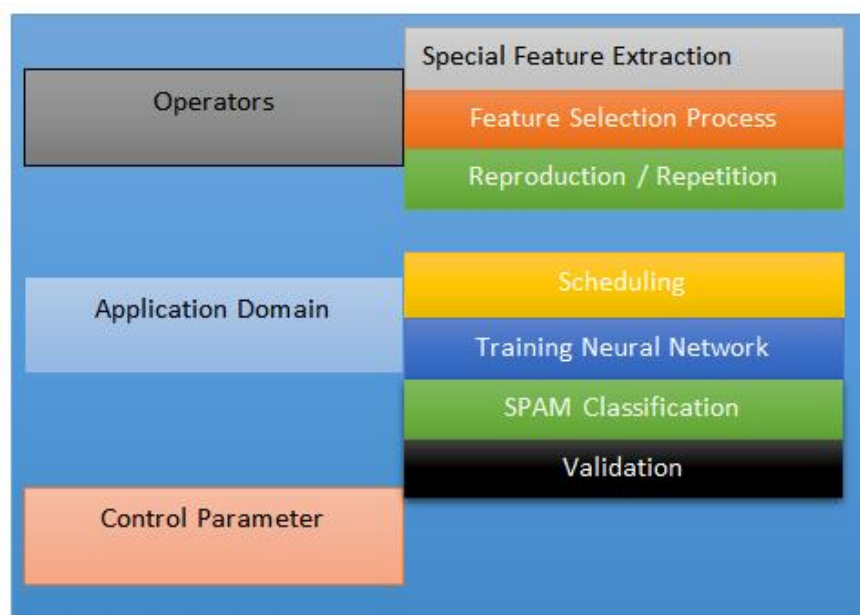 Operators
Special Feature Extraction
Feature Selection Process
Reproduction / Repetition
Application Domain
Scheduling
Training Neural Network
SPAM Classification
Validation
Control Parameter